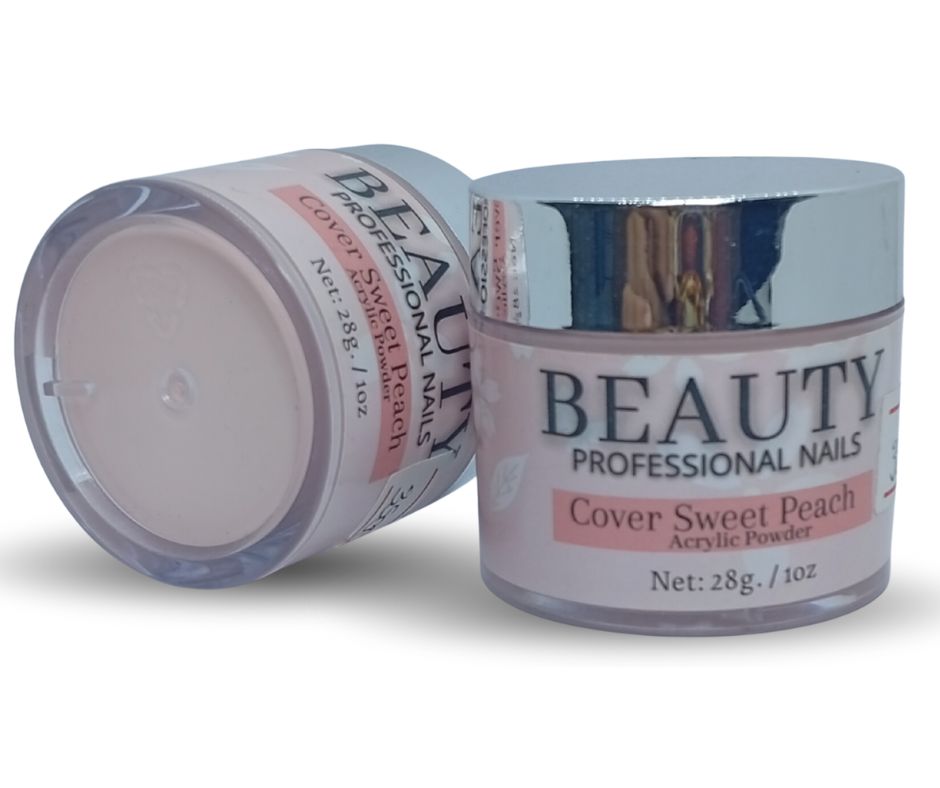 BEAUTY
PROFESSIONAL NAILS
Cover Sweet Peach
Acrylic Powder
Net: 28g. / 1oz
BEAUTY
PROFESSIONAL NAILS
Cover Sweet Peach
Acrylic Powder
Net: 28g. / 1oz